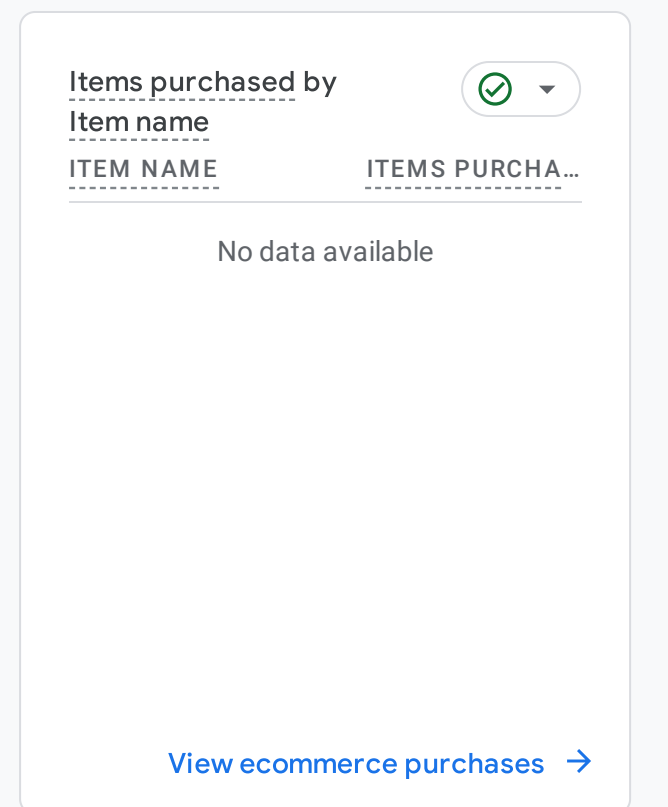 Items purchased by
Item name
ITEM NAME ITEMS PURCHA...
No data available
View ecommerce purchases